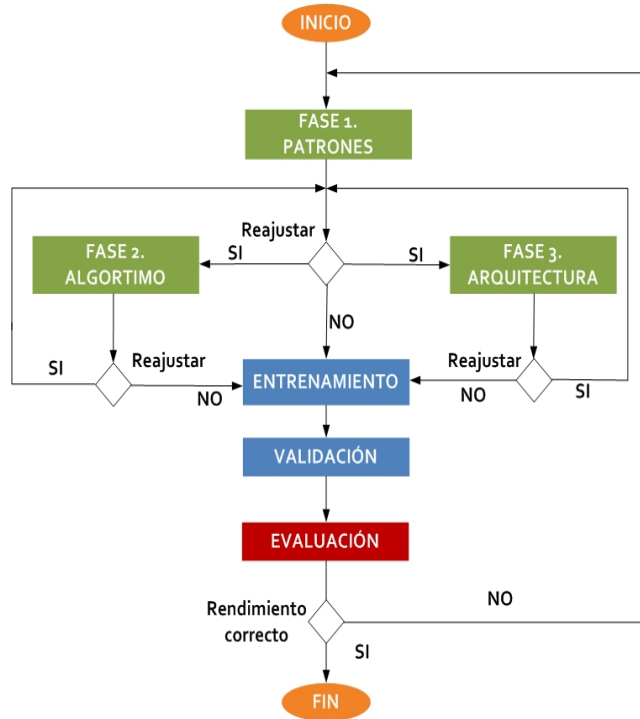 INICIO
FASE 1.
PATRONES
Reajustar
SI
SI
FASE 2.
ALGORTIMO
FASE 3.
ARQUITECTURA
NO
SI
Reajustar
NO
ENTRENAMIENTO
Reajustar
NO
SI
VALIDACIÓN
EVALUACIÓN
Rendimiento
correcto
NO
SI
FIN